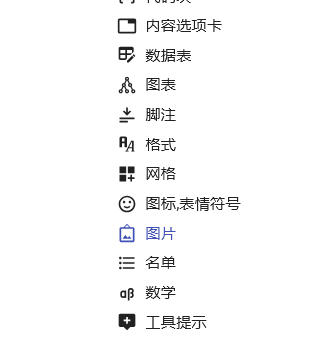 内容选项卡
数据表
图表
脚注
格式
网格
图标,表情符号
图片
名单
数学
工具提示